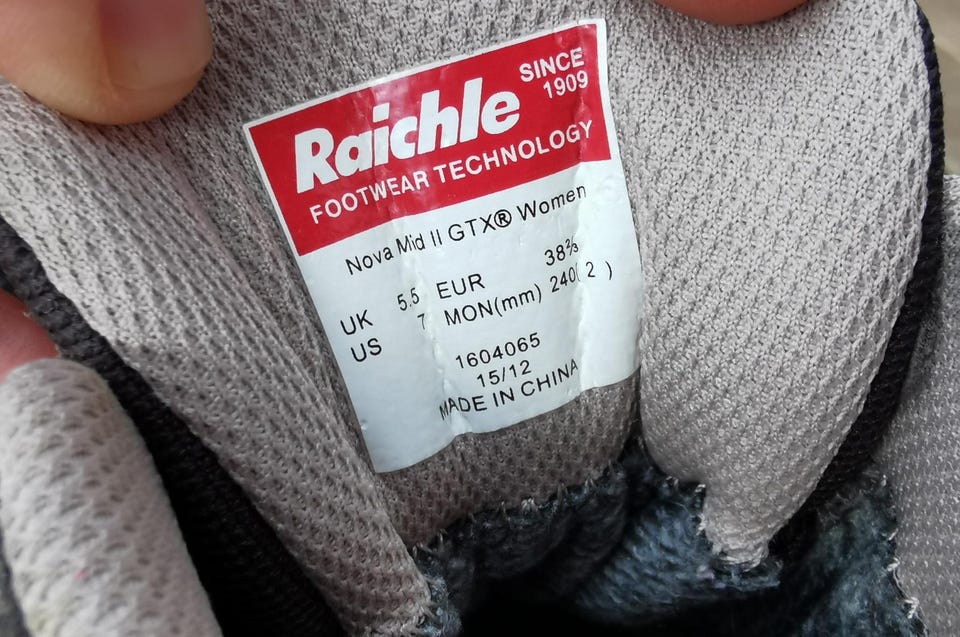 Raichle
SINCE
1909
FOOTWEAR TECHNOLOGY
Nova Mid II GTX® Women
UK 5.5 EUR 38⅔
US 7 MON(mm) 240( 2 )
1604065
15/12
MADE IN CHINA